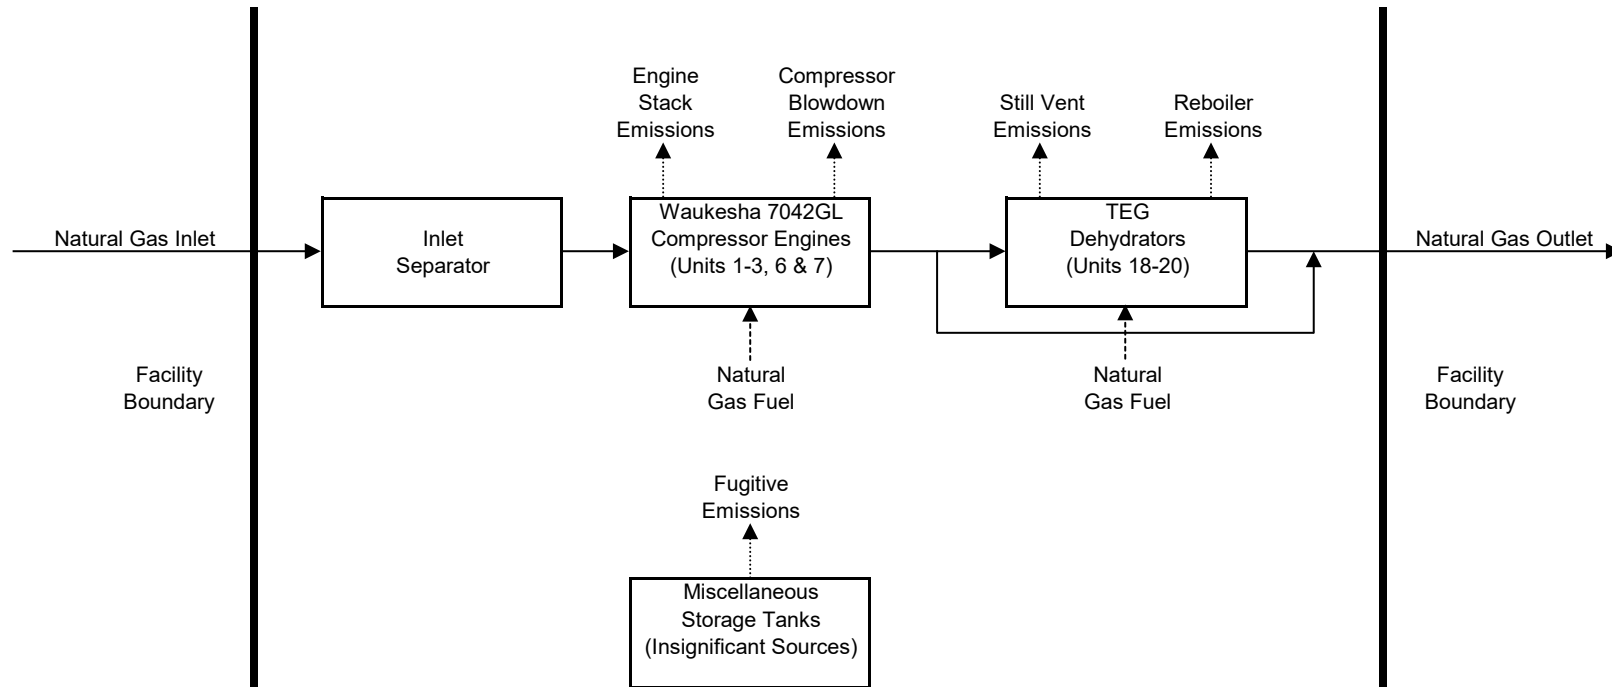 Engine
Stack
Emissions
Compressor
Blowdown
Emissions
Still Vent
Emissions
Reboiler
Emissions
Natural Gas Inlet
Inlet
Separator
Waukesha 7042GL
Compressor Engines
(Units 1-3, 6 & 7)
TEG
Dehydrators
(Units 18-20)
Natural Gas Outlet
Facility
Boundary
Natural
Gas Fuel
Natural
Gas Fuel
Facility
Boundary
Fugitive
Emissions
Miscellaneous
Storage Tanks
(Insignificant Sources)